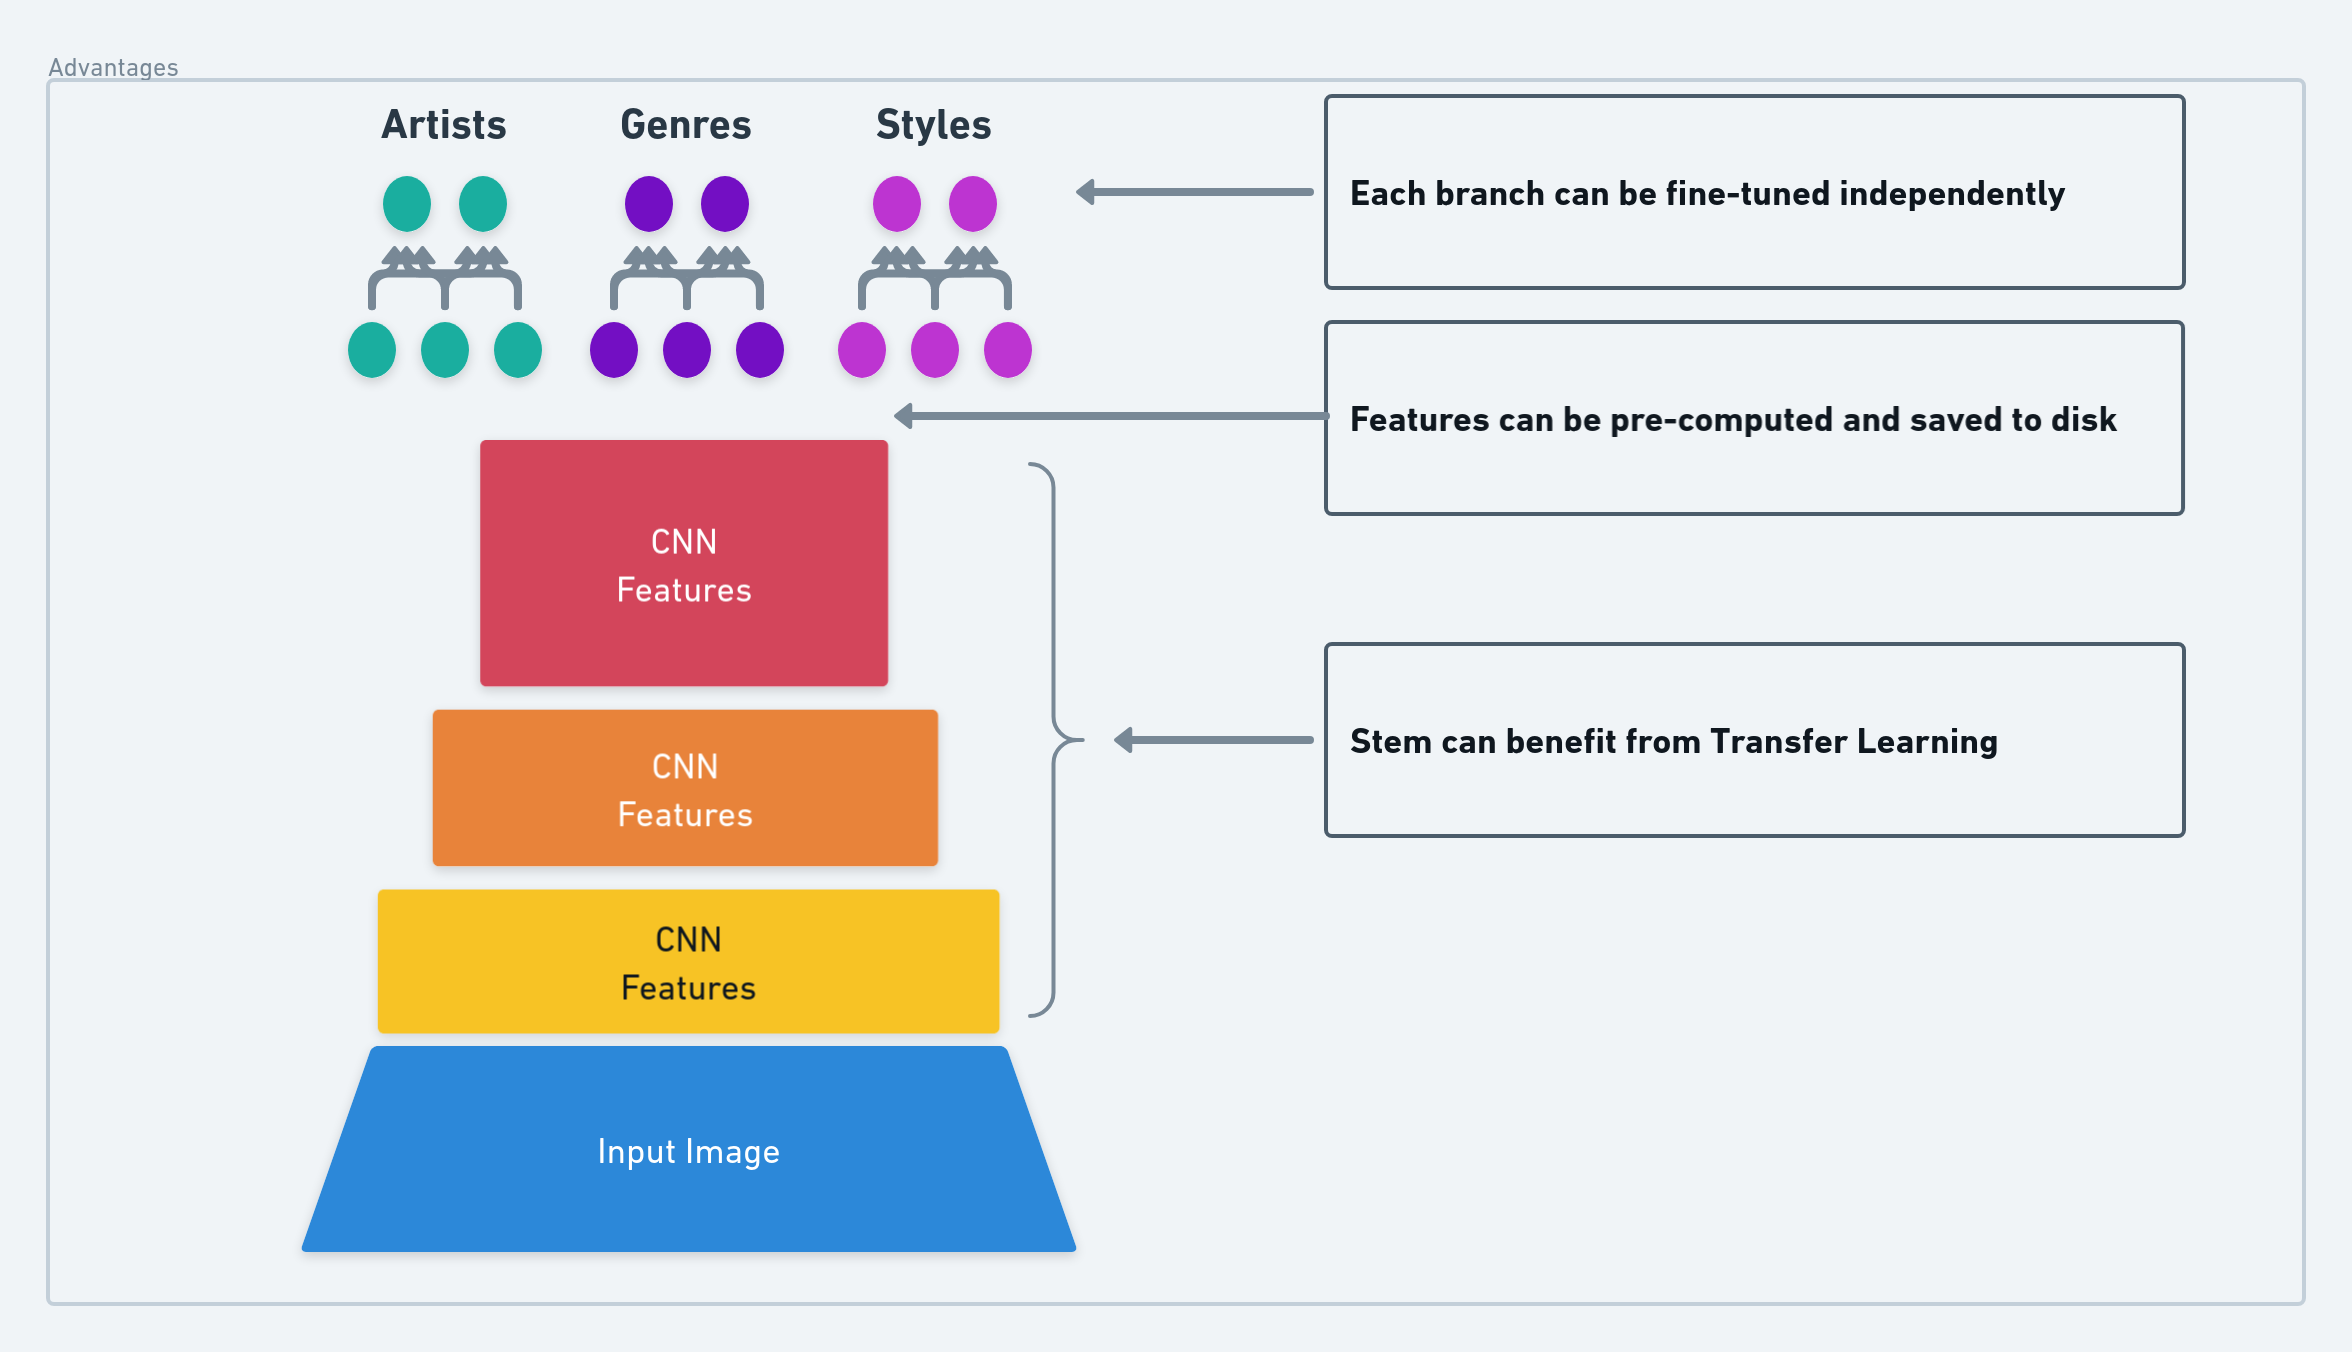 Advantages
Artists
Genres
Styles
Each branch can be fine-tuned independently
Features can be pre-computed and saved to disk
CNN
Features
Stem can benefit from Transfer Learning
CNN
Features
CNN
Features
Input Image